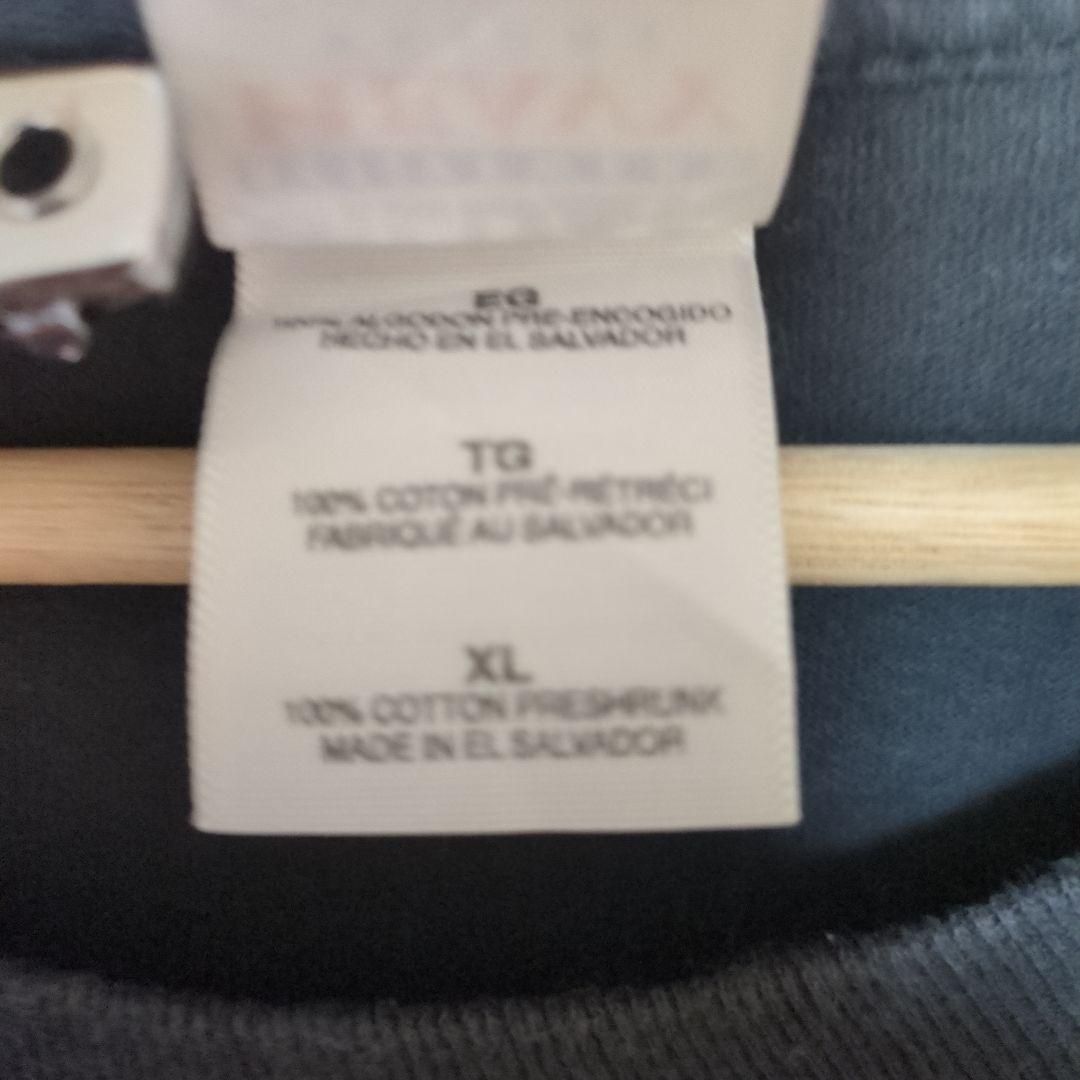 EG
100% ALGODON PRE-ENCOGIDO
HECHO EN EL SALVADOR
TG
100% COTON PRÉ-RÉTRÉCI
FABRIQUÉ AU SALVADOR
XL
100% COTTON PRESHRUNK
MADE IN EL SALVADOR